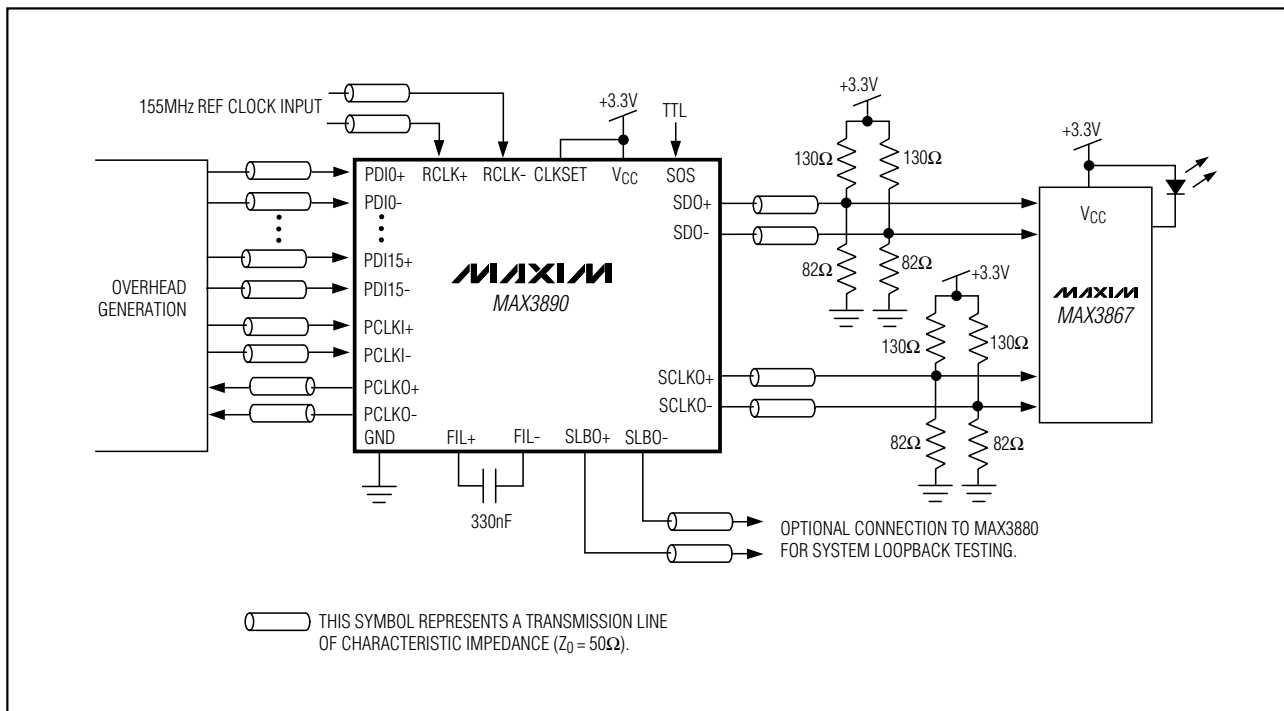 155MHz REF CLOCK INPUT
+3.3V
TTL
+3.3V
+3.3V
130Ω
130Ω
PDI0+
RCLK+
RCLK-
CLKSET
VCC
SOS
PDI0-
SDO+
SDO-
VCC
PDI15+
82Ω
82Ω
+3.3V
OVERHEAD
GENERATION
PDI15-
MAXIM
MAX3890
MAXIM
MAX3867
PCLKI+
PCLKI-
130Ω
130Ω
PCLKO+
PCLKO-
SCLKO+
SCLKO-
GND
FIL+
FIL-
SLBO+
SLBO-
82Ω
82Ω
330nF
OPTIONAL CONNECTION TO MAX3880
FOR SYSTEM LOOPBACK TESTING.
THIS SYMBOL REPRESENTS A TRANSMISSION LINE
OF CHARACTERISTIC IMPEDANCE (Z0 = 50Ω).